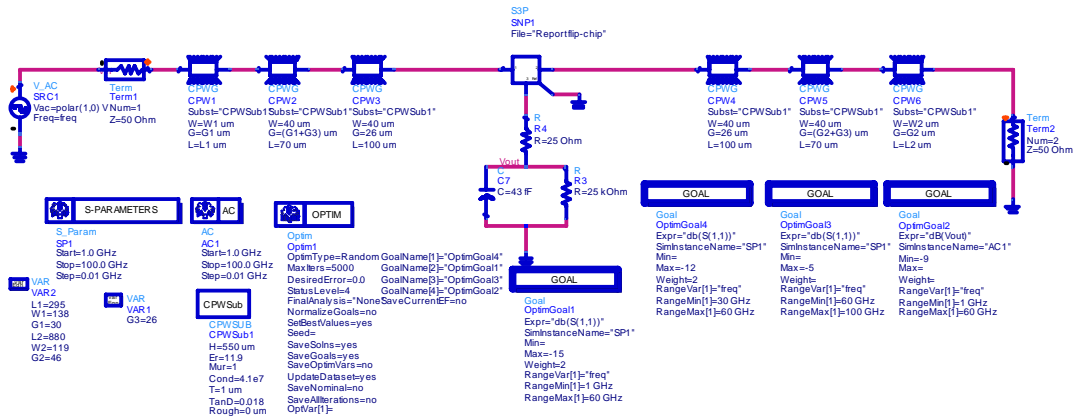 S3P
SNP1
File="Reportflip-chip"
V_AC
SRC1
Vac=polar(1,0) V
Freq=freq
Term
Term1
Num=1
Z=50 Ohm
CPWG
CPW1
Subst="CPWSub1"
W=W1 um
G=G1 um
L=L1 um
CPWG
CPW2
Subst="CPWSub1"
W=40 um
G=(G1+G3) um
L=70 um
CPWG
CPW3
Subst="CPWSub1"
W=40 um
G=26 um
L=100 um
CPWG
CPW4
Subst="CPWSub1"
W=40 um
G=26 um
L=100 um
CPWG
CPW5
Subst="CPWSub1"
W=40 um
G=(G2+G3) um
L=70 um
CPWG
CPW6
Subst="CPWSub1"
W=W2 um
G=G2 um
L=L2 um
Term
Term2
Num=2
Z=50 Ohm
R
R4
R=25 Ohm
Vout
C
C7
C=43 fF
R
R3
R=25 kOhm
S-PARAMETERS
S_Param
SP1
Start=1.0 GHz
Stop=100.0 GHz
Step=0.01 GHz
AC
AC
AC1
Start=1.0 GHz
Stop=100.0 GHz
Step=0.01 GHz
OPTIM
Optim
Optim1
OptimType=Random
MaxIters=5000
DesiredError=0.0
StatusLevel=4
FinalAnalysis="None"
NormalizeGoals=no
SetBestValues=yes
Seed=
SaveSolns=yes
SaveGoals=yes
SaveOptimVars=no
UpdateDataset=yes
SaveNominal=no
SaveAllIterations=no
OptVar[1]=
GoalName[1]="OptimGoal4"
GoalName[2]="OptimGoal1"
GoalName[3]="OptimGoal3"
GoalName[4]="OptimGoal2"
SaveCurrentEF=no
VAR
VAR2
L1=295
W1=138
G1=30
L2=880
W2=119
G2=46
VAR
VAR1
G3=26
CPWSub
CPWSUB
CPWSub1
H=550 um
Er=11.9
Mur=1
Cond=4.1e7
T=1 um
TanD=0.018
Rough=0 um
GOAL
Goal
OptimGoal1
Expr="db(S(1,1))"
SimInstanceName="SP1"
Min=
Max=-15
Weight=2
RangeVar[1]="freq"
RangeMin[1]=1 GHz
RangeMax[1]=60 GHz
GOAL
Goal
OptimGoal4
Expr="db(S(1,1))"
SimInstanceName="SP1"
Min=
Max=-12
Weight=2
RangeVar[1]="freq"
RangeMin[1]=30 GHz
RangeMax[1]=60 GHz
GOAL
Goal
OptimGoal3
Expr="db(S(1,1))"
SimInstanceName="SP1"
Min=
Max=-5
Weight=2
RangeVar[1]="freq"
RangeMin[1]=60 GHz
RangeMax[1]=100 GHz
GOAL
Goal
OptimGoal2
Expr="dB(Vout)"
SimInstanceName="AC1"
Min=-9
Max=
Weight=
RangeVar[1]="freq"
RangeMin[1]=1 GHz
RangeMax[1]=60 GHz